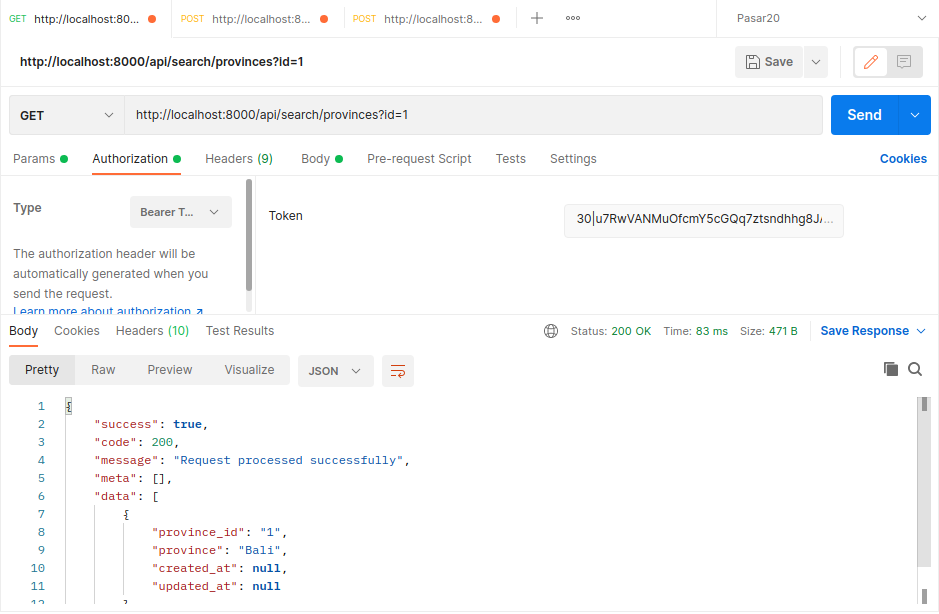 GET http://localhost:80...
POST http://localhost:8...
POST http://localhost:8...
Pasar20
http://localhost:8000/api/search/provinces?id=1
Save
GET
http://localhost:8000/api/search/provinces?id=1
Send
Params Authorization Headers (9) Body Pre-request Script Tests Settings Cookies
Type
Bearer T...
The authorization header will be
automatically generated when you
send the request.
Learn more about authorization ↗
Token
30|u7RwVANMuOfcmY5cGQq7ztsndhhg8J...
Body Cookies Headers (10) Test Results
Status: 200 OK Time: 83 ms Size: 471 B Save Response
Pretty Raw Preview Visualize JSON
1 {
2 "success": true,
3 "code": 200,
4 "message": "Request processed successfully",
5 "meta": [],
6 "data": [
7 {
8 "province_id": "1",
9 "province": "Bali",
10 "created_at": null,
11 "updated_at": null
12 }